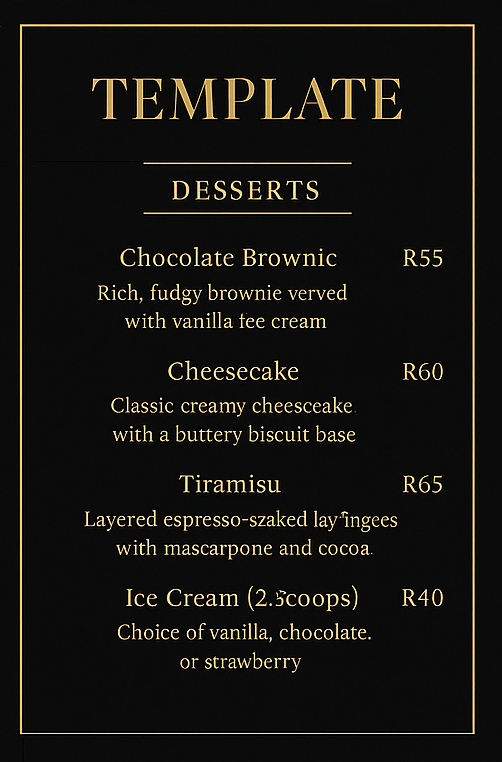 TEMPLATE
DESSERTS
Chocolate Brownic R55
Rich, fudgy brownie verved
with vanilla fee cream
Cheesecake R60
Classic creamy cheesceake.
with a buttery biscuit base
Tiramisu R65
Layered espresso-szaked lay'ingees
with mascarpone and cocoa.
Ice Cream (2.Scoops) R40
Choice of vanilla, chocolate.
or strawberry